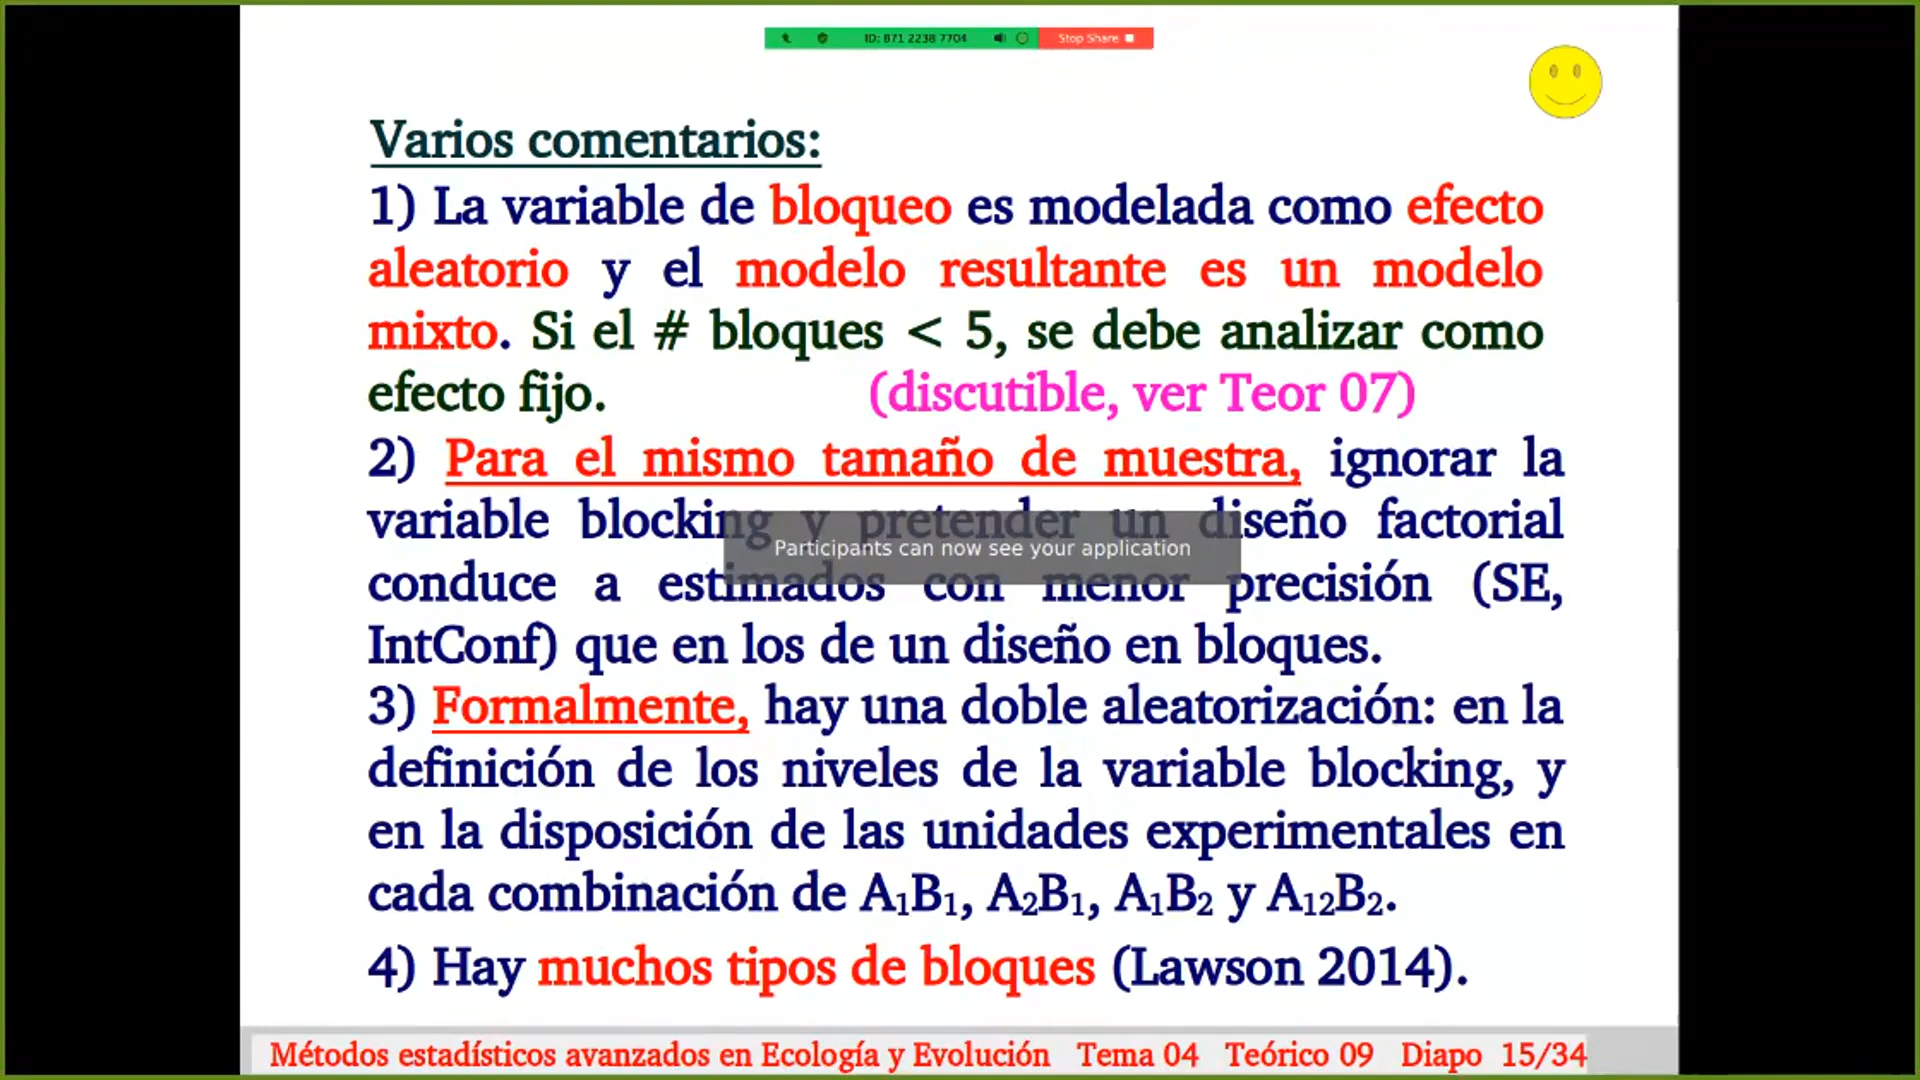 ID: 871 2238 7704 Stop Share
Varios comentarios:
1) La variable de bloqueo es modelada como efecto
aleatorio y el modelo resultante es un modelo
mixto. Si el # bloques < 5, se debe analizar como
efecto fijo. (discutible, ver Teor 07)
2) Para el mismo tamaño de muestra, ignorar la
variable blocking y pretender un diseño factorial
Participants can now see your application
conduce a estimados con menor precisión (SE,
IntConf) que en los de un diseño en bloques.
3) Formalmente, hay una doble aleatorización: en la
definición de los niveles de la variable blocking, y
en la disposición de las unidades experimentales en
cada combinación de A₁B₁, A₂B₁, A₁B₂ y A₁₂B₂.
4) Hay muchos tipos de bloques (Lawson 2014).
Métodos estadísticos avanzados en Ecología y Evolución Tema 04 Teórico 09 Diapo 15/34